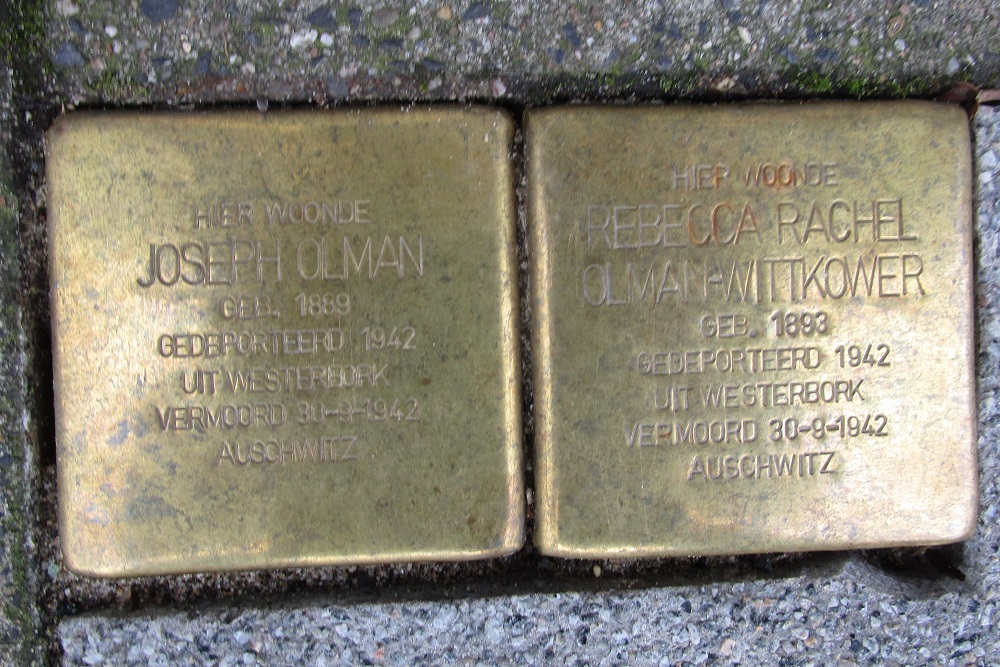 HIER WOONDE
JOSEPH OLMAN
GEB. 1889
GEDEPORTEERD 1942
UIT WESTERBORK
VERMOORD 30-9-1942
AUSCHWITZ
HIER WOONDE
REBECCA RACHEL
OLMAN-WITTKOWER
GEB. 1893
GEDEPORTEERD 1942
UIT WESTERBORK
VERMOORD 30-9-1942
AUSCHWITZ